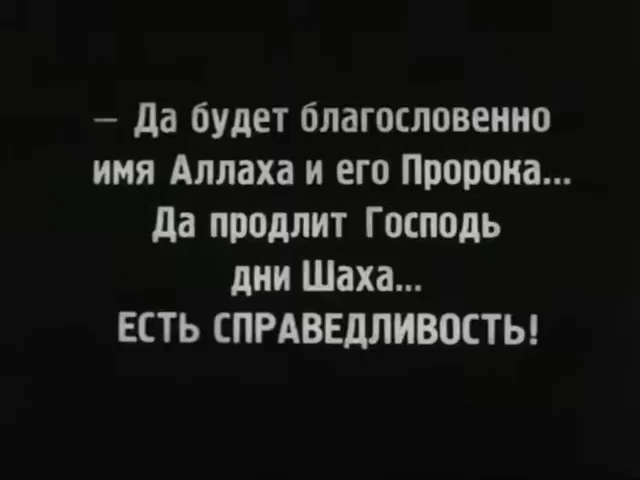 – Да будет благословенно
имя Аллаха и его Пророка...
Да продлит Господь
дни Шаха...
ЕСТЬ СПРАВЕДЛИВОСТЬ!